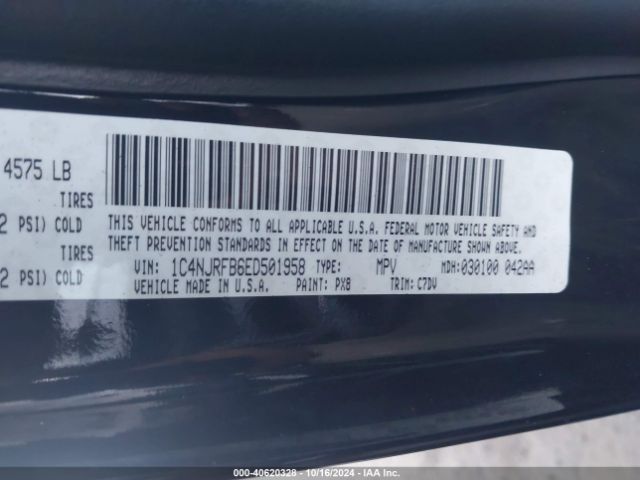 4575 LB
TIRES
2 PSI) COLD
TIRES
2 PSI) COLD
THIS VEHICLE CONFORMS TO ALL APPLICABLE U.S.A. FEDERAL MOTOR VEHICLE SAFETY AND
THEFT PREVENTION STANDARDS IN EFFECT ON THE DATE OF MANUFACTURE SHOWN ABOVE.
VIN: 1C4NJRFB6ED501958 TYPE: MPV MDH:030100 042AA
VEHICLE MADE IN U.S.A. PAINT: PX8 TRIM: C7DV
000-40620328 - 10/16/2024 - IAA Inc.